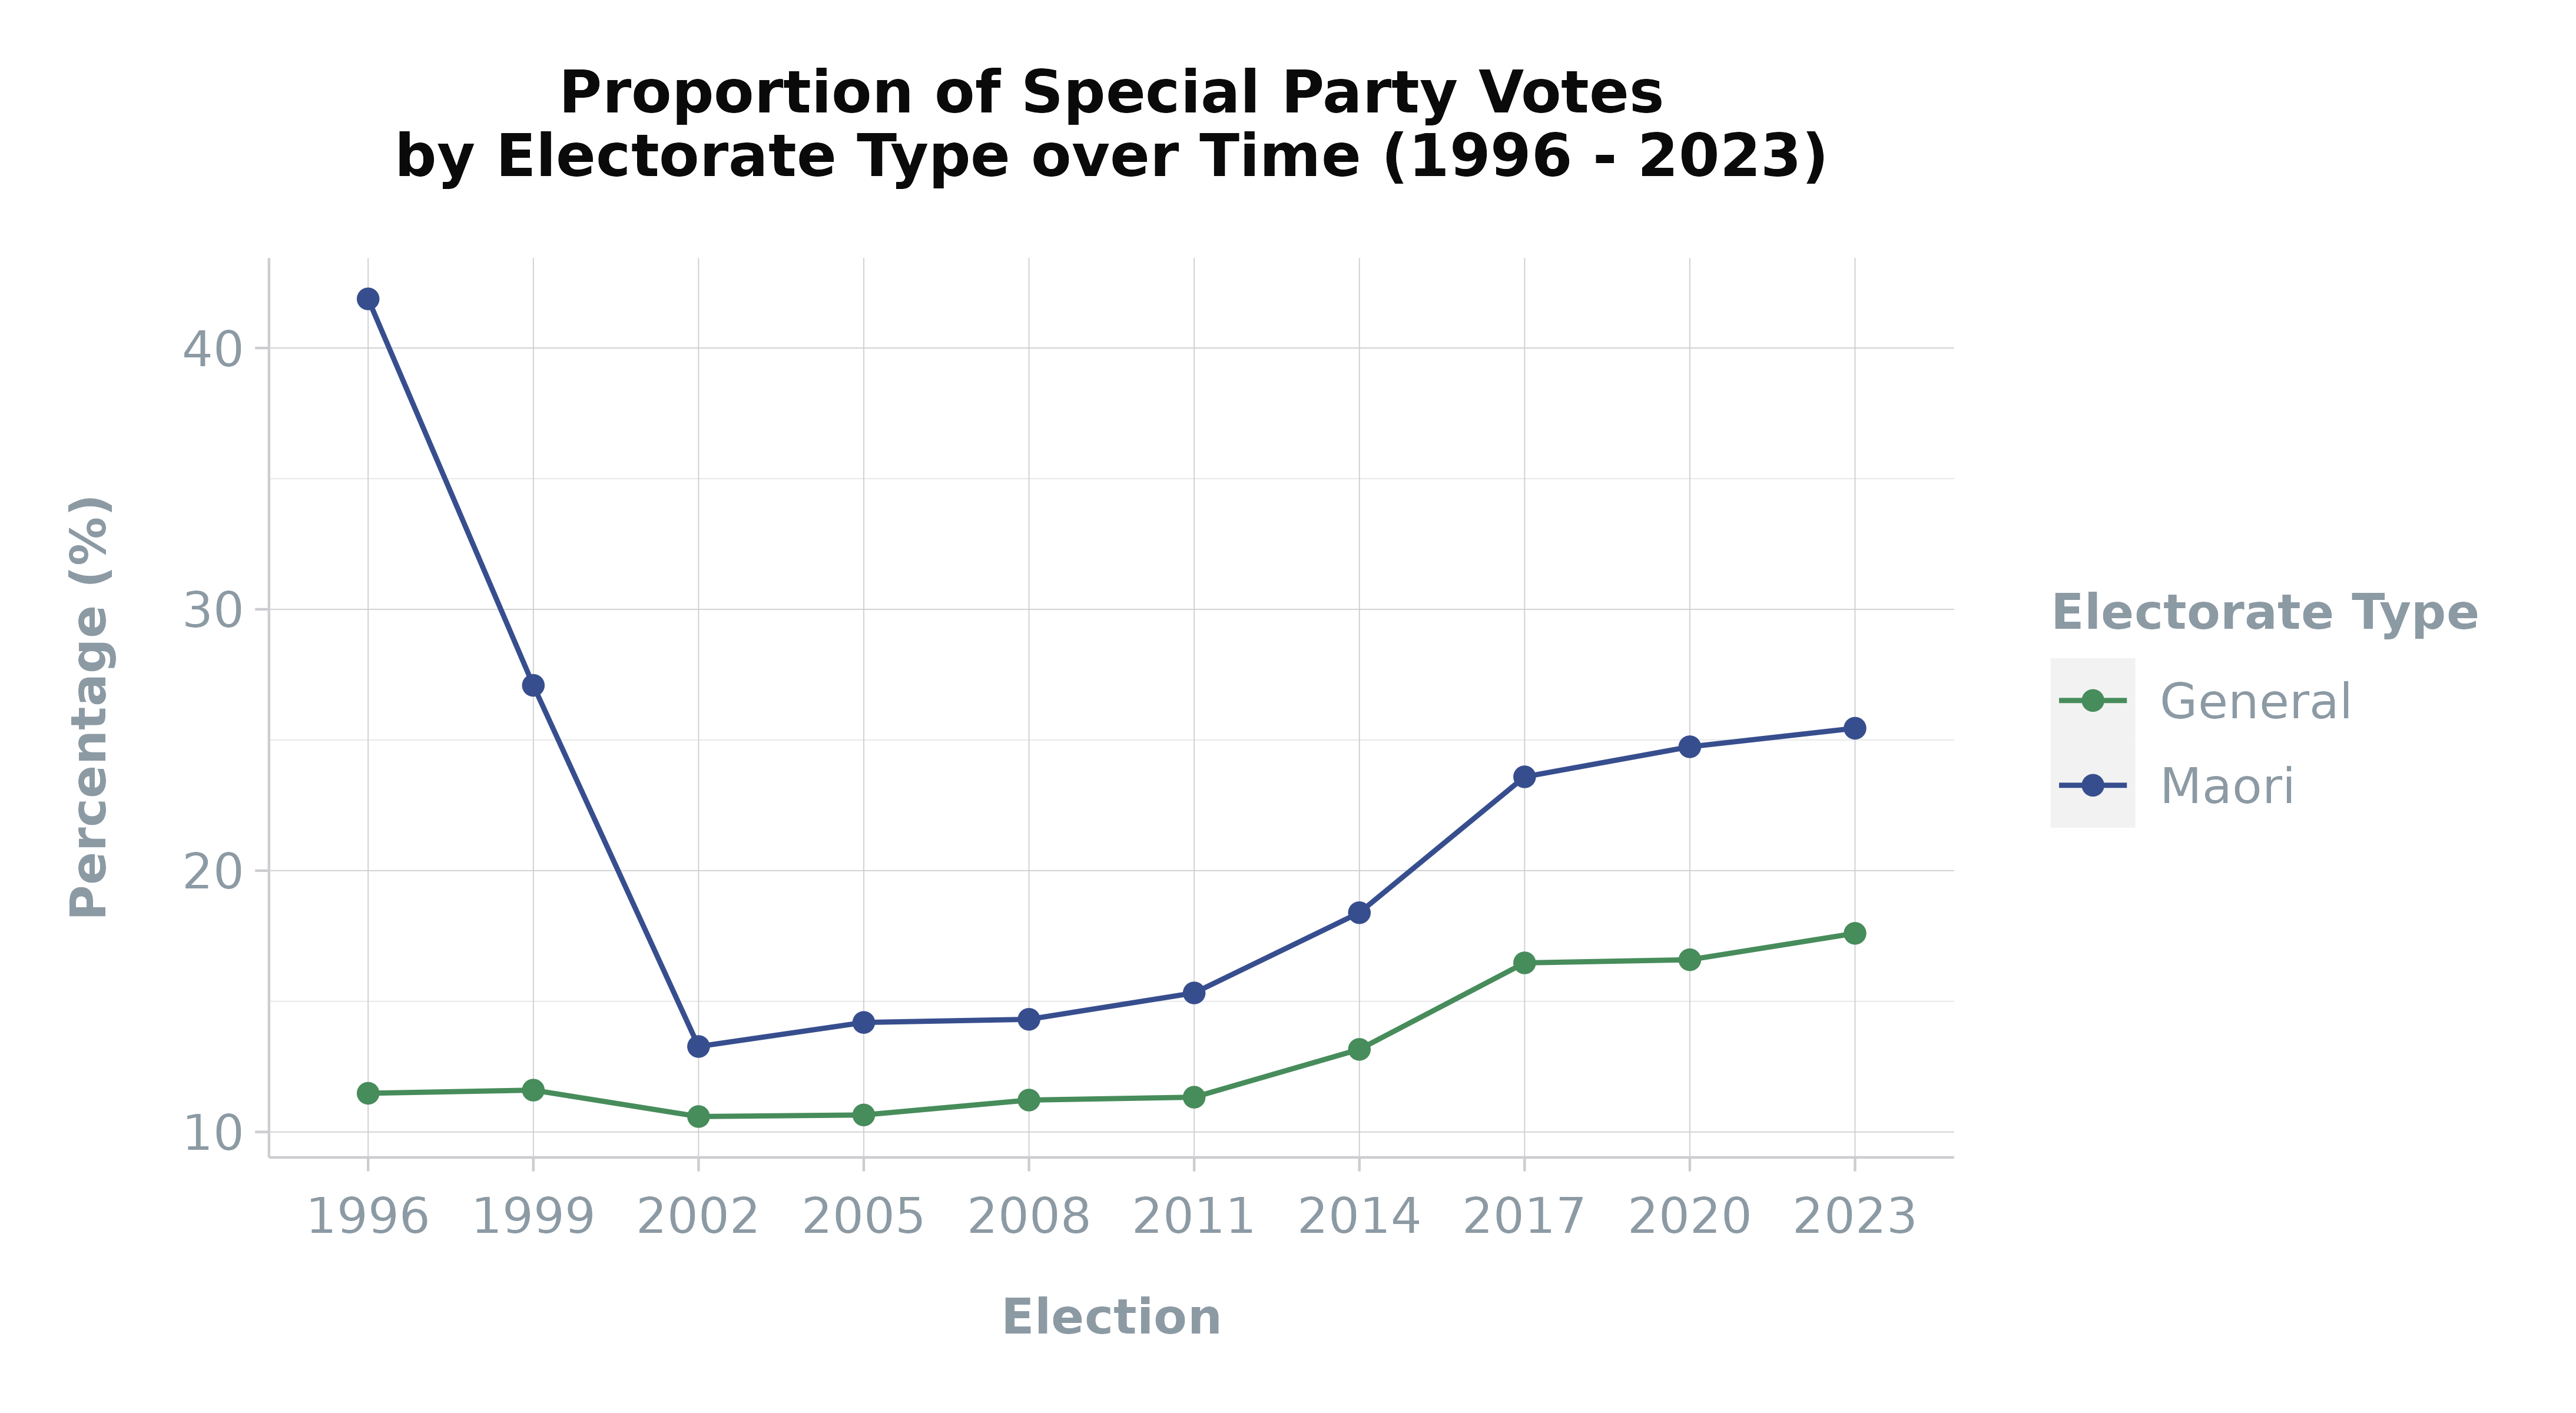 Proportion of Special Party Votes
by Electorate Type over Time (1996 - 2023)
Percentage (%)
40
30
20
10
1996 1999 2002 2005 2008 2011 2014 2017 2020 2023
Election
Electorate Type
General
Maori